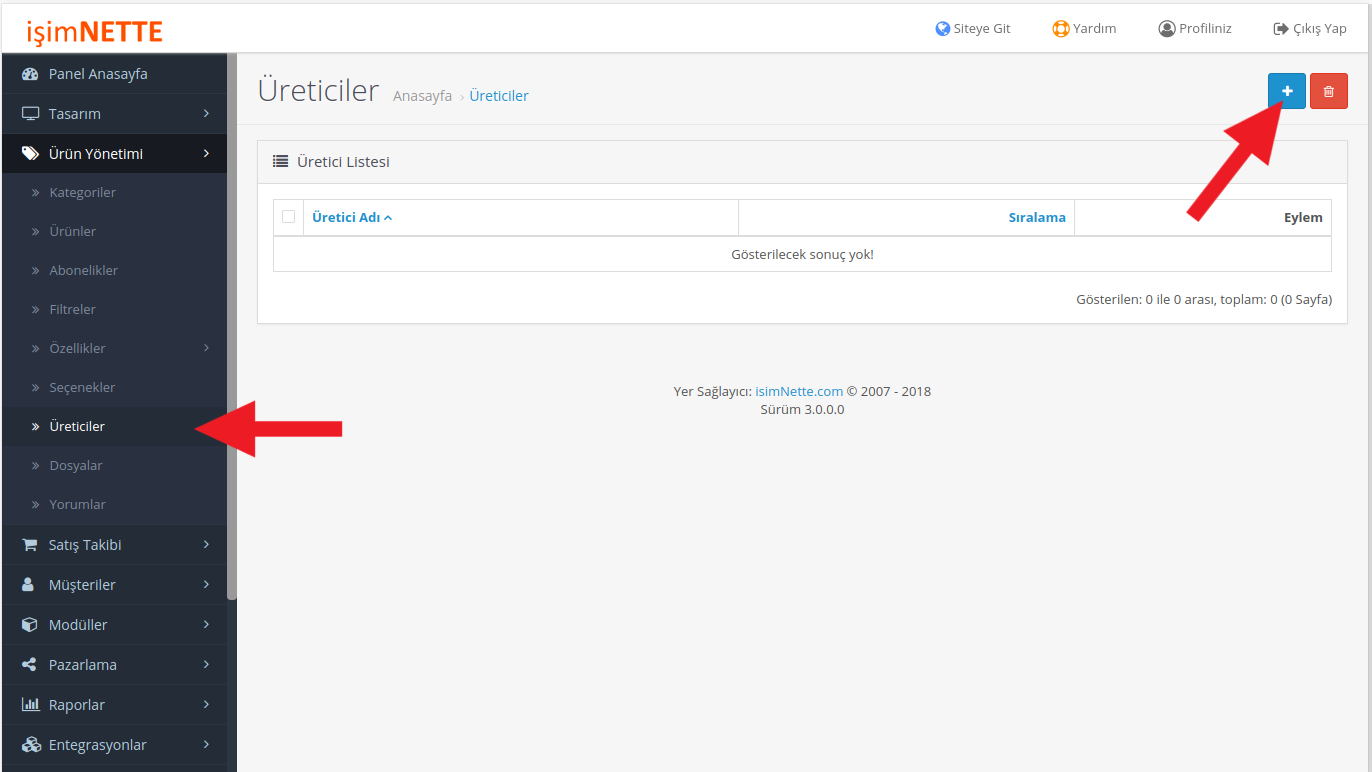 işimNETTE
Siteye Git
Yardım
Profiliniz
Çıkış Yap
Panel Anasayfa
Tasarım
Ürün Yönetimi
Kategoriler
Ürünler
Abonelikler
Filtreler
Özellikler
Seçenekler
Üreticiler
Dosyalar
Yorumlar
Satış Takibi
Müşteriler
Modüller
Pazarlama
Raporlar
Entegrasyonlar
Üreticiler
Anasayfa › Üreticiler
Üretici Listesi
Üretici Adı
Sıralama
Eylem
Gösterilecek sonuç yok!
Gösterilen: 0 ile 0 arası, toplam: 0 (0 Sayfa)
Yer Sağlayıcı: isimNette.com © 2007 - 2018
Sürüm 3.0.0.0